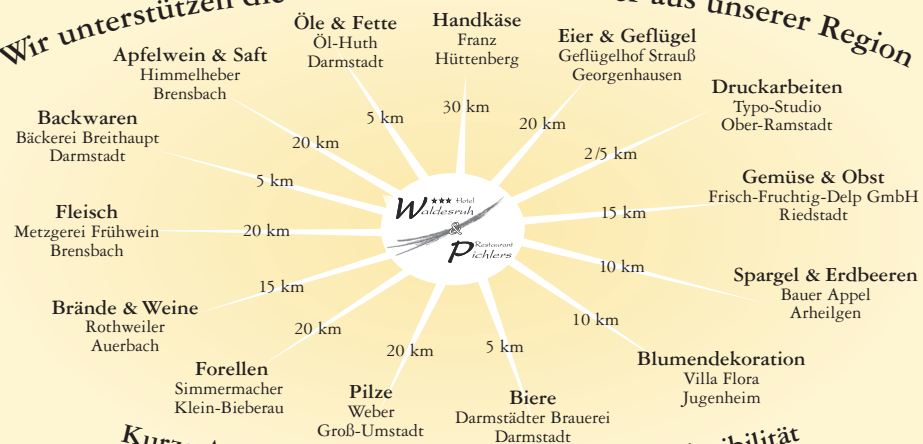 Wir unterstützen die
er aus unserer Region
Öle & Fette
Öl-Huth
Darmstadt
5 km
Handkäse
Franz
Hüttenberg
30 km
Eier & Geflügel
Geflügelhof Strauß
Georgenhausen
20 km
Apfelwein & Saft
Himmelheber
Brensbach
20 km
Druckarbeiten
Typo-Studio
Ober-Ramstadt
2/5 km
Backwaren
Bäckerei Breithaupt
Darmstadt
5 km
Gemüse & Obst
Frisch-Fruchtig-Delp GmbH
Riedstadt
15 km
Fleisch
Metzgerei Frühwein
Brensbach
20 km
*** Hotel
Waldesruh
&
Restaurant
Pichlers
Spargel & Erdbeeren
Bauer Appel
Arheilgen
10 km
Brände & Weine
Rothweiler
Auerbach
15 km
Blumendekoration
Villa Flora
Jugenheim
10 km
Forellen
Simmermacher
Klein-Bieberau
20 km
Pilze
Weber
Groß-Umstadt
20 km
Biere
Darmstädter Brauerei
Darmstadt
5 km